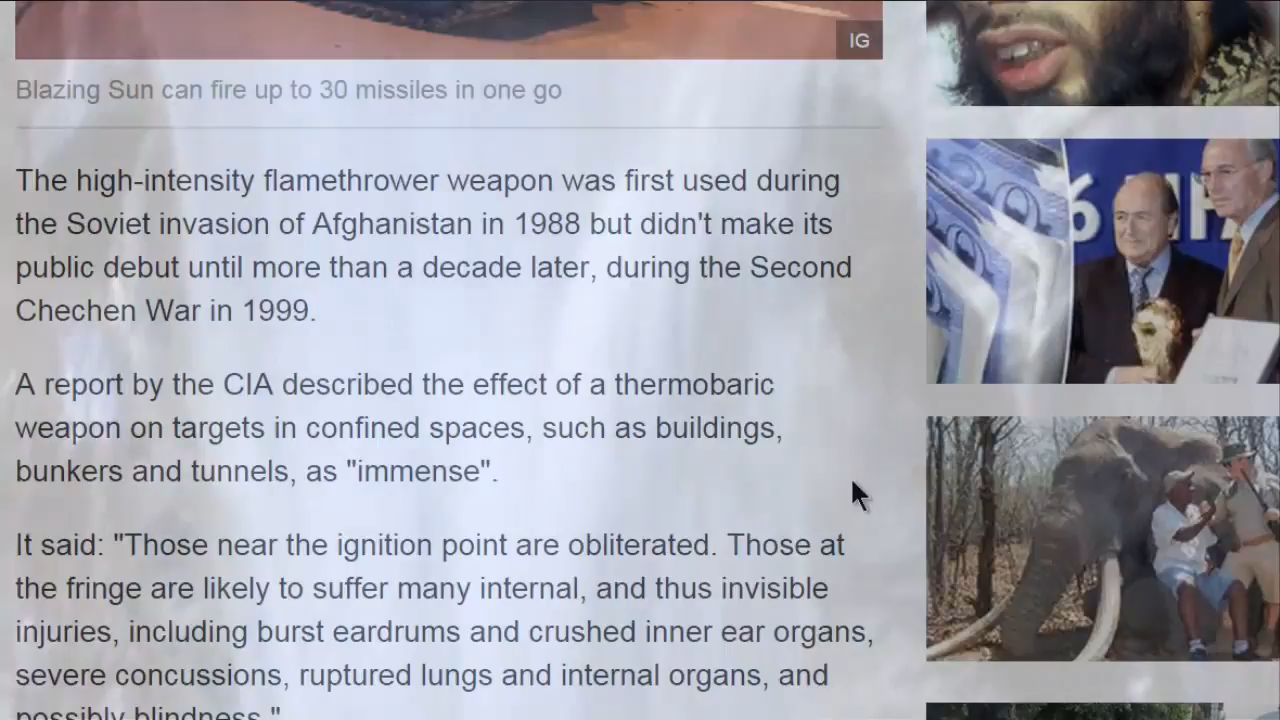 IG
Blazing Sun can fire up to 30 missiles in one go
The high-intensity flamethrower weapon was first used during
the Soviet invasion of Afghanistan in 1988 but didn't make its
public debut until more than a decade later, during the Second
Chechen War in 1999.
A report by the CIA described the effect of a thermobaric
weapon on targets in confined spaces, such as buildings,
bunkers and tunnels, as "immense".
It said: "Those near the ignition point are obliterated. Those at
the fringe are likely to suffer many internal, and thus invisible
injuries, including burst eardrums and crushed inner ear organs,
severe concussions, ruptured lungs and internal organs, and
possibly blindness."